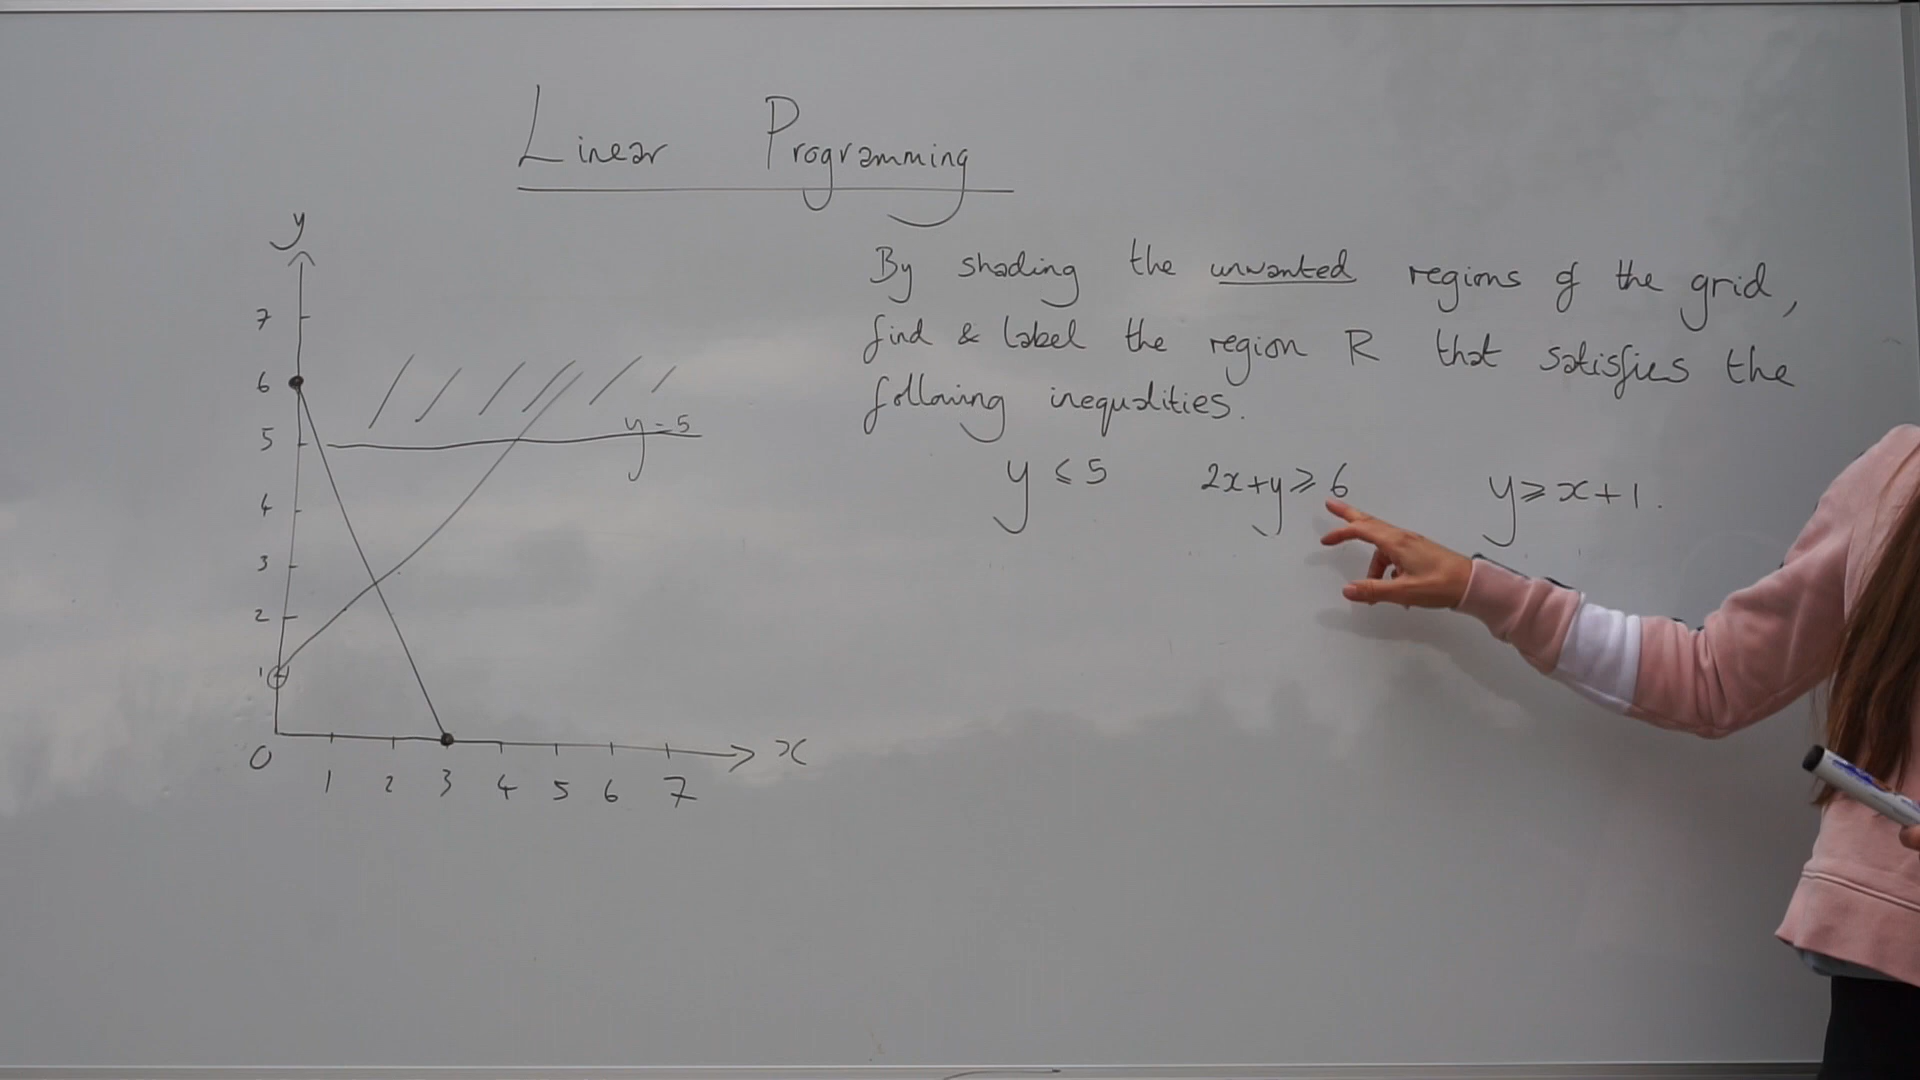 Linear Programming
By shading the unwanted regions of the grid,
find & label the region R that satisfies the
following inequalities.
y ⩽ 5 2x+y ⩾ 6 y ⩾ x+1.
y
7
6
5
4
3
2
1
0
y = 5
1 2 3 4 5 6 7
x